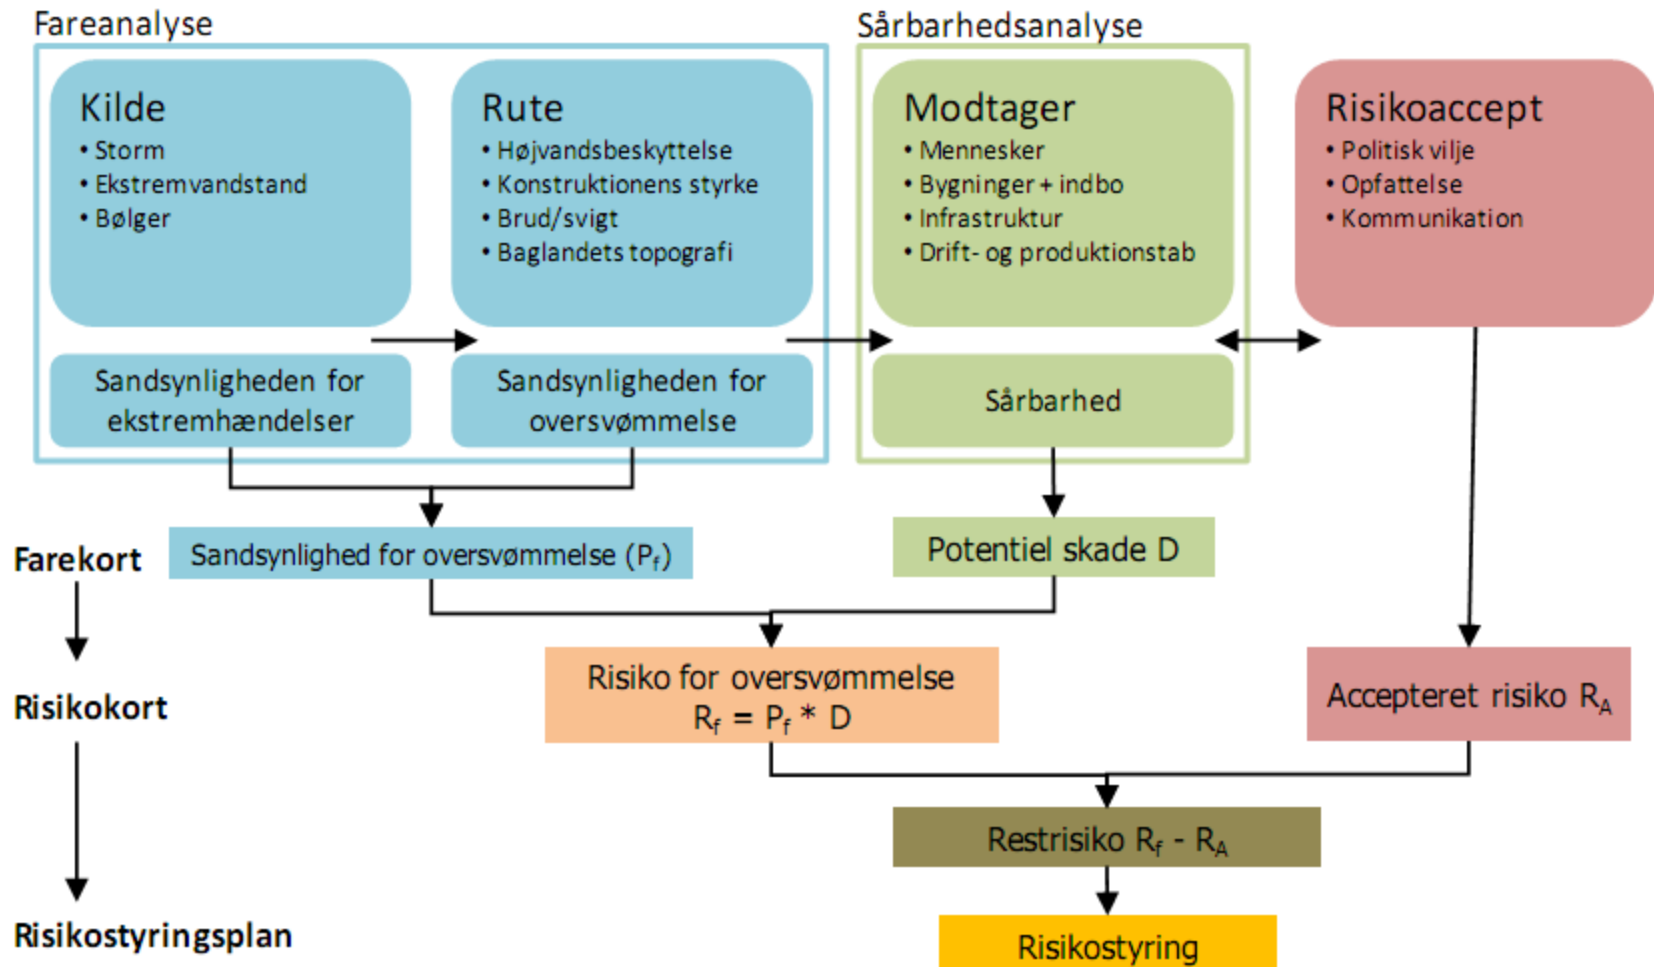 Fareanalyse
Sårbarhedsanalyse
Kilde
• Storm
• Ekstremvandstand
• Bølger
Rute
• Højvandsbeskyttelse
• Konstruktionens styrke
• Brud/svigt
• Baglandets topografi
Modtager
• Mennesker
• Bygninger + indbo
• Infrastruktur
• Drift- og produktionstab
Risikoaccept
• Politisk vilje
• Opfattelse
• Kommunikation
Sandsynligheden for
ekstremhændelser
Sandsynligheden for
oversvømmelse
Sårbarhed
Farekort
Sandsynlighed for oversvømmelse (Pf)
Potentiel skade D
Risikokort
Risiko for oversvømmelse
Rf = Pf * D
Accepteret risiko RA
Restrisiko Rf - RA
Risikostyringsplan
Risikostyring